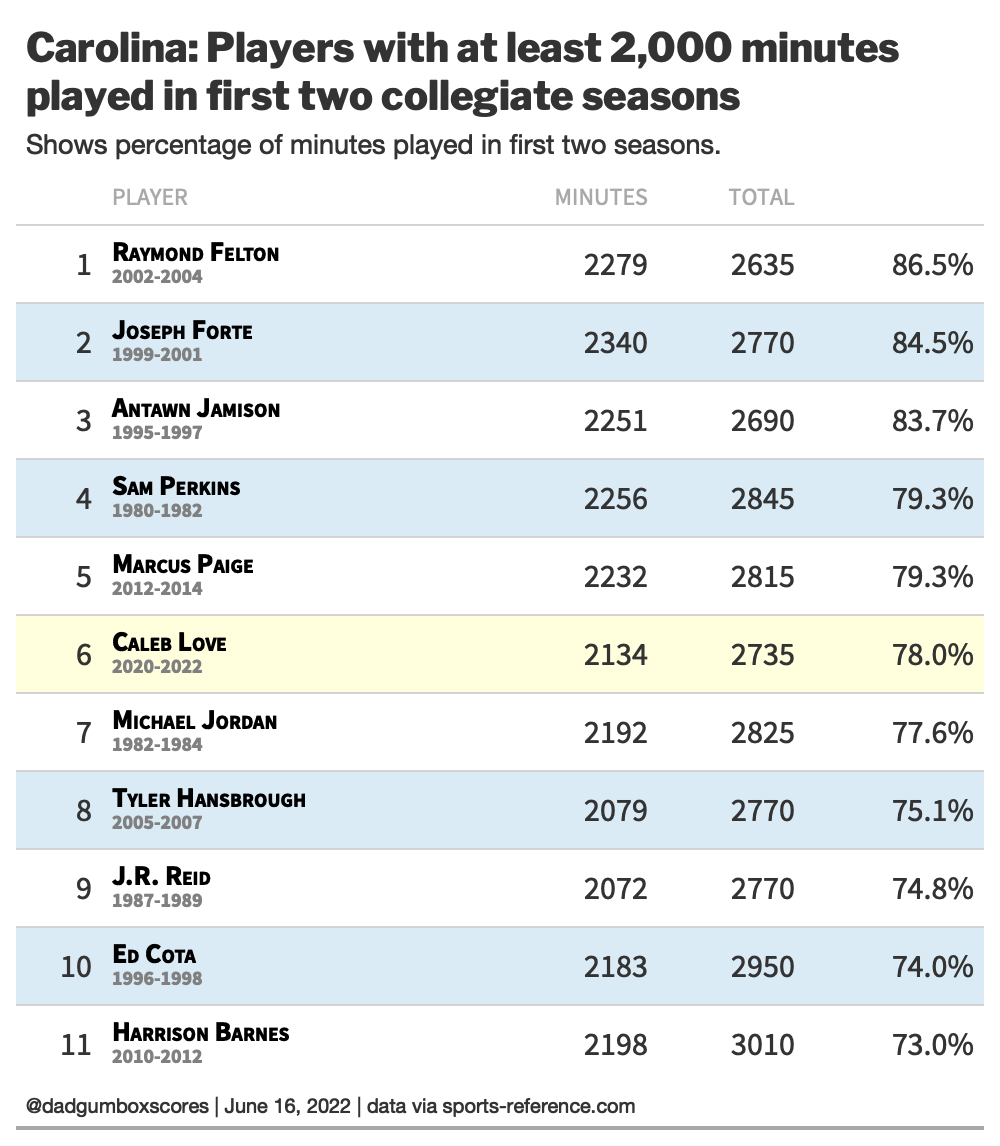 Carolina: Players with at least 2,000 minutes
played in first two collegiate seasons
Shows percentage of minutes played in first two seasons.
PLAYER MINUTES TOTAL
1 Raymond Felton 2279 2635 86.5%
2002-2004
2 Joseph Forte 2340 2770 84.5%
1999-2001
3 Antawn Jamison 2251 2690 83.7%
1995-1997
4 Sam Perkins 2256 2845 79.3%
1980-1982
5 Marcus Paige 2232 2815 79.3%
2012-2014
6 Caleb Love 2134 2735 78.0%
2020-2022
7 Michael Jordan 2192 2825 77.6%
1982-1984
8 Tyler Hansbrough 2079 2770 75.1%
2005-2007
9 J.R. Reid 2072 2770 74.8%
1987-1989
10 Ed Cota 2183 2950 74.0%
1996-1998
11 Harrison Barnes 2198 3010 73.0%
2010-2012
@dadgumboxscores | June 16, 2022 | data via sports-reference.com